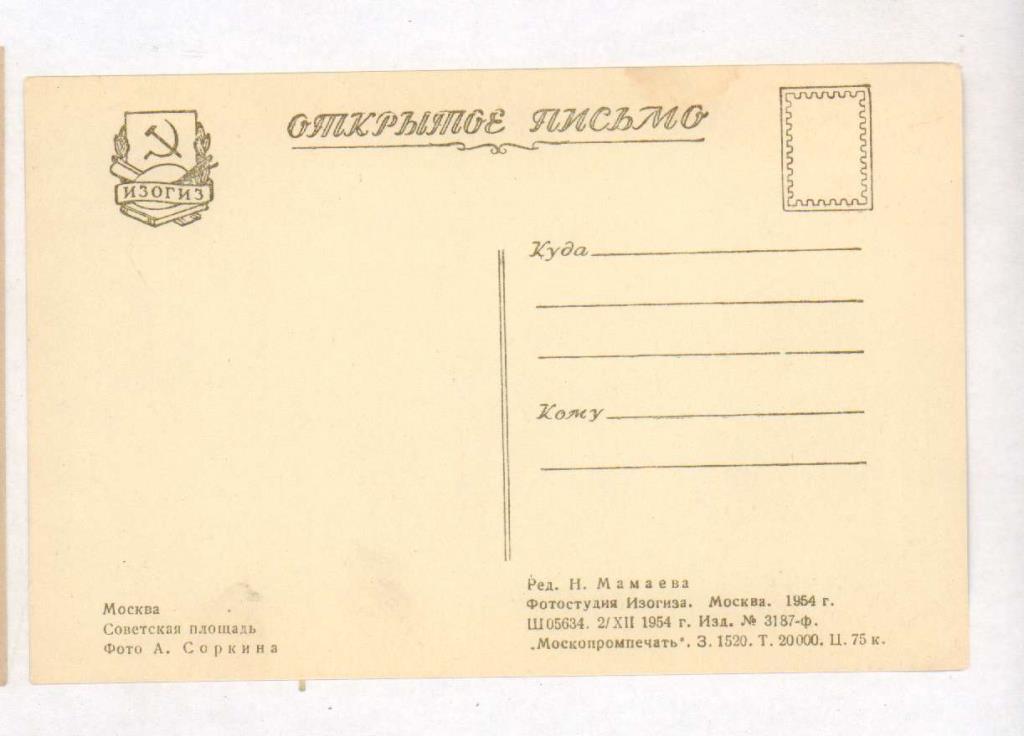 ОТКРЫТОЕ ПИСЬМО
ИЗОГИЗ
Куда
Кому
Москва
Советская площадь
Фото А. Соркина
Ред. Н. Мамаева
Фотостудия Изогиза. Москва. 1954 г.
Ш05634. 2/XII 1954 г. Изд. № 3187-ф.
„Москопромпечать“. З. 1520. Т. 20000. Ц. 75 к.